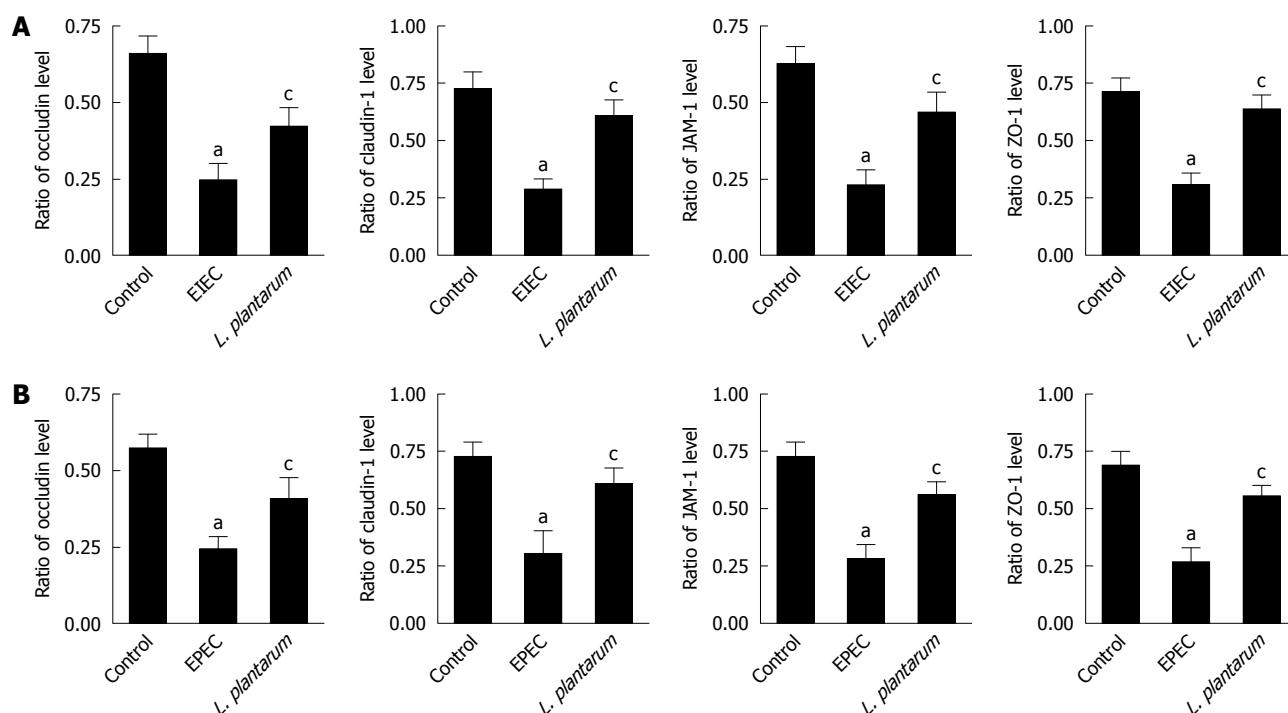 A
Ratio of occludin level
0.75
0.50
0.25
0.00
a
c
Control
EIEC
L. plantarum
Ratio of claudin-1 level
1.00
0.75
0.50
0.25
0.00
a
c
Control
EIEC
L. plantarum
Ratio of JAM-1 level
0.75
0.50
0.25
0.00
a
c
Control
EIEC
L. plantarum
Ratio of ZO-1 level
1.00
0.75
0.50
0.25
0.00
a
c
Control
EIEC
L. plantarum
B
Ratio of occludin level
0.75
0.50
0.25
0.00
a
c
Control
EPEC
L. plantarum
Ratio of claudin-1 level
1.00
0.75
0.50
0.25
0.00
a
c
Control
EPEC
L. plantarum
Ratio of JAM-1 level
1.00
0.75
0.50
0.25
0.00
a
c
Control
EPEC
L. plantarum
Ratio of ZO-1 level
1.00
0.75
0.50
0.25
0.00
a
c
Control
EPEC
L. plantarum